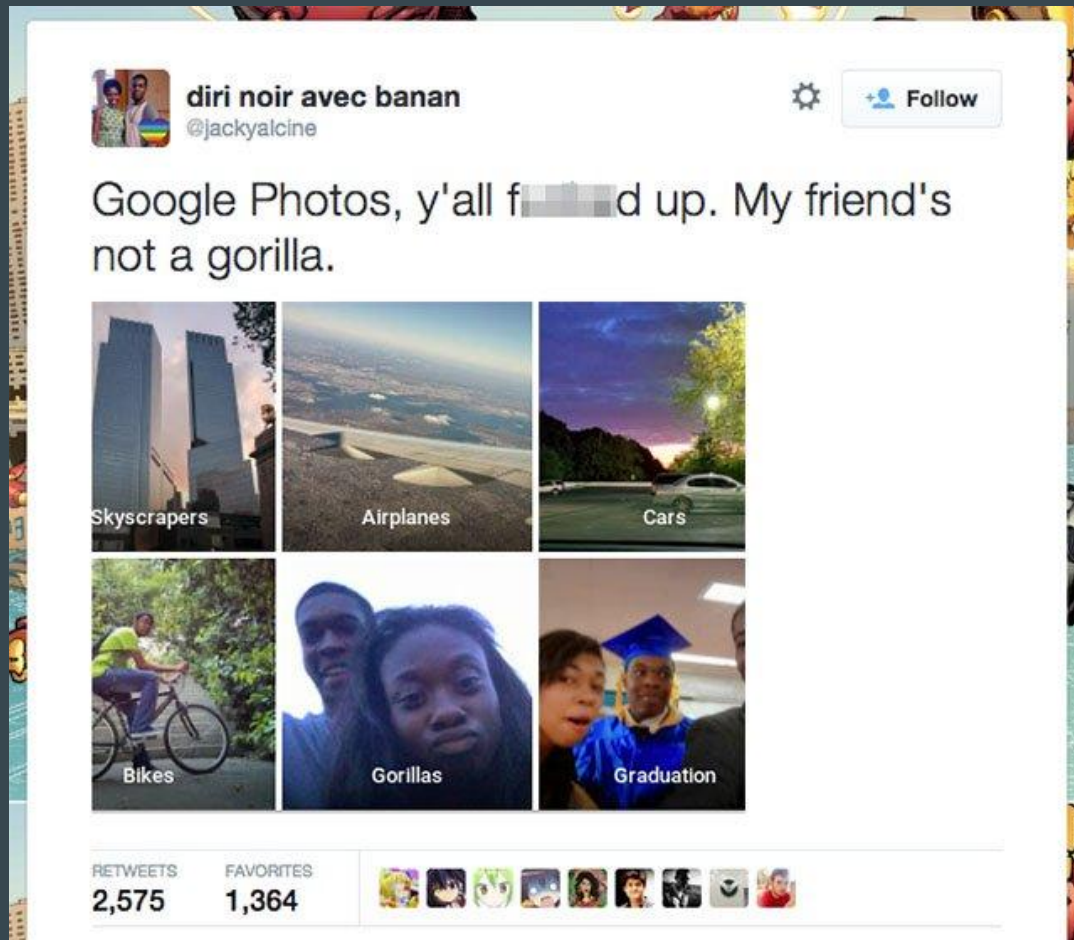 diri noir avec banan
@jackyalcine
Follow
Google Photos, y'all f d up. My friend's
not a gorilla.
Skyscrapers
Airplanes
Cars
Bikes
Gorillas
Graduation
RETWEETS
FAVORITES
2,575
1,364